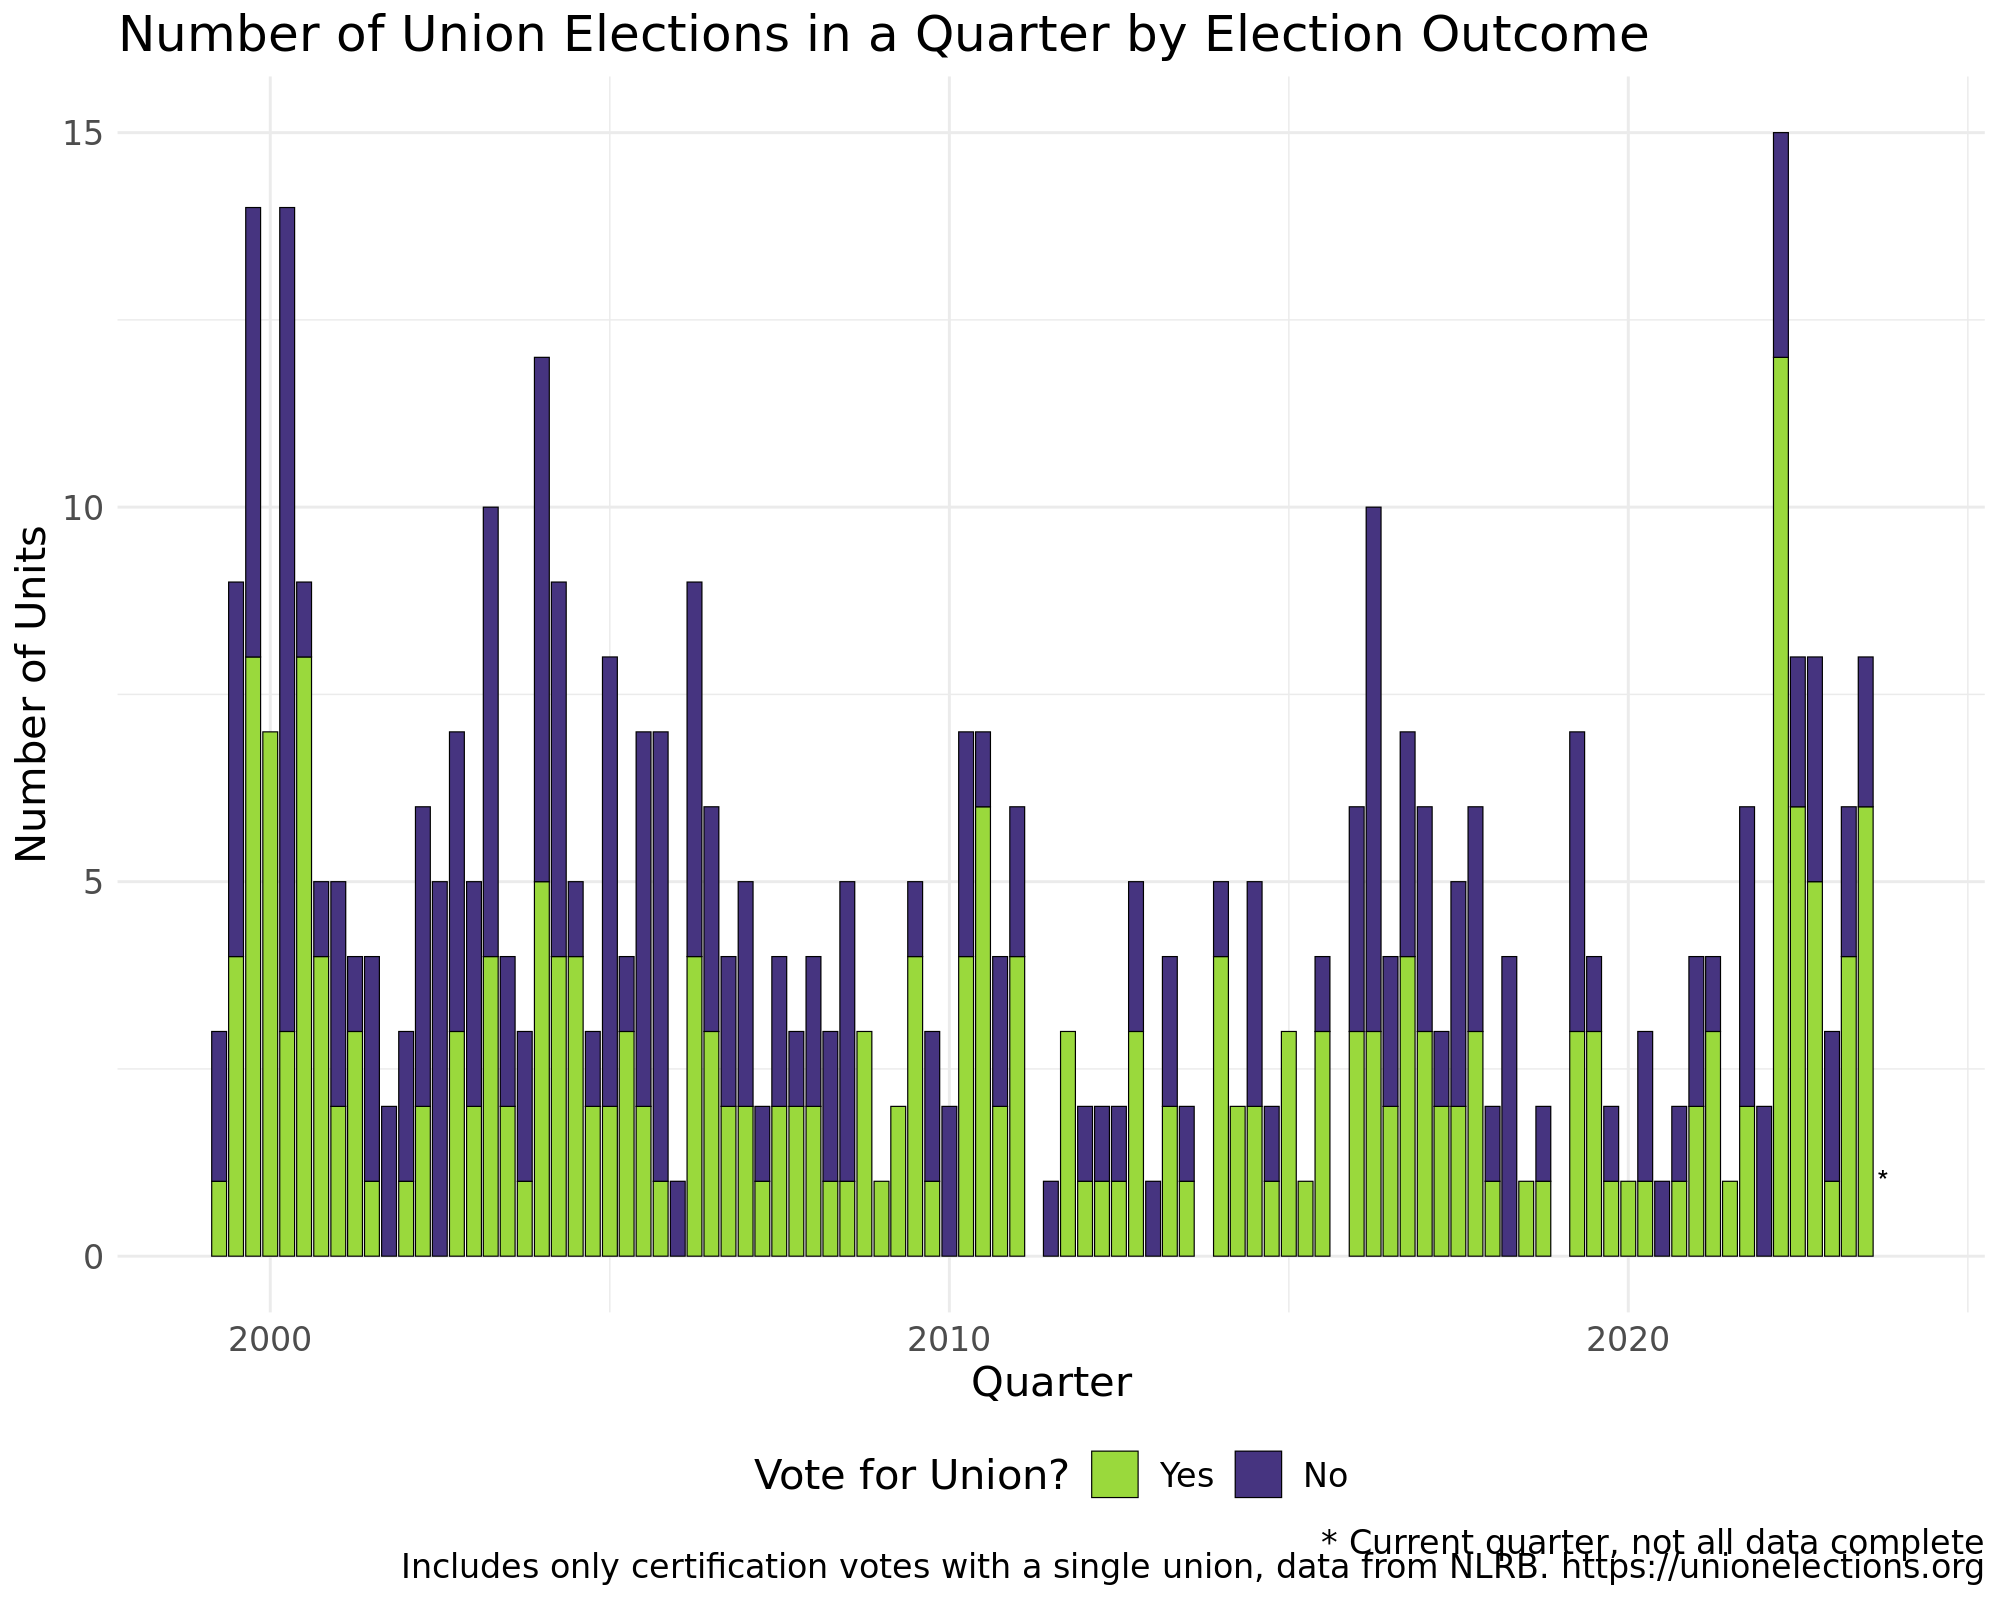 Number of Union Elections in a Quarter by Election Outcome
15
10
5
0
Number of Units
*
2000
2010
2020
Quarter
Vote for Union?
Yes
No
* Current quarter, not all data complete
Includes only certification votes with a single union, data from NLRB. https://unionelections.org